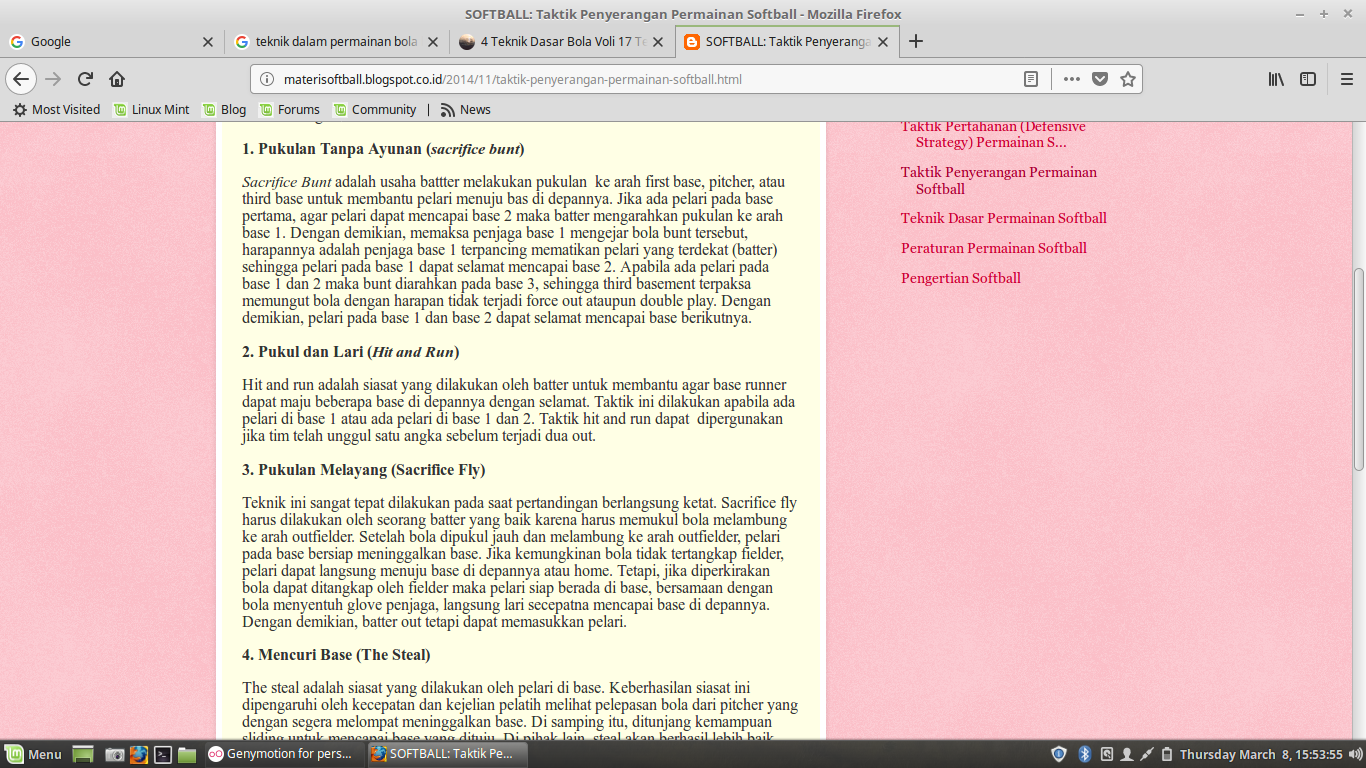 SOFTBALL: Taktik Penyerangan Permainan Softball - Mozilla Firefox
Google
teknik dalam permainan bola
4 Teknik Dasar Bola Voli 17 Te
SOFTBALL: Taktik Penyeranga
materisoftball.blogspot.co.id/2014/11/taktik-penyerangan-permainan-softball.html
Most Visited Linux Mint Blog Forums Community | News
1. Pukulan Tanpa Ayunan (sacrifice bunt)
Sacrifice Bunt adalah usaha battter melakukan pukulan ke arah first base, pitcher, atau
third base untuk membantu pelari menuju bas di depannya. Jika ada pelari pada base
pertama, agar pelari dapat mencapai base 2 maka batter mengarahkan pukulan ke arah
base 1. Dengan demikian, memaksa penjaga base 1 mengejar bola bunt tersebut,
harapannya adalah penjaga base 1 terpancing mematikan pelari yang terdekat (batter)
sehingga pelari pada base 1 dapat selamat mencapai base 2. Apabila ada pelari pada
base 1 dan 2 maka bunt diarahkan pada base 3, sehingga third basement terpaksa
memungut bola dengan harapan tidak terjadi force out ataupun double play. Dengan
demikian, pelari pada base 1 dan base 2 dapat selamat mencapai base berikutnya.
2. Pukul dan Lari (Hit and Run)
Hit and run adalah siasat yang dilakukan oleh batter untuk membantu agar base runner
dapat maju beberapa base di depannya dengan selamat. Taktik ini dilakukan apabila ada
pelari di base 1 atau ada pelari di base 1 dan 2. Taktik hit and run dapat dipergunakan
jika tim telah unggul satu angka sebelum terjadi dua out.
3. Pukulan Melayang (Sacrifice Fly)
Teknik ini sangat tepat dilakukan pada saat pertandingan berlangsung ketat. Sacrifice fly
harus dilakukan oleh seorang batter yang baik karena harus memukul bola melambung
ke arah outfielder. Setelah bola dipukul jauh dan melambung ke arah outfielder, pelari
pada base bersiap meninggalkan base. Jika kemungkinan bola tidak tertangkap fielder,
pelari dapat langsung menuju base di depannya atau home. Tetapi, jika diperkirakan
bola dapat ditangkap oleh fielder maka pelari siap berada di base, bersamaan dengan
bola menyentuh glove penjaga, langsung lari secepatna mencapai base di depannya.
Dengan demikian, batter out tetapi dapat memasukkan pelari.
4. Mencuri Base (The Steal)
The steal adalah siasat yang dilakukan oleh pelari di base. Keberhasilan siasat ini
dipengaruhi oleh kecepatan dan kejelian pelatih melihat pelepasan bola dari pitcher yang
dengan segera melompat meninggalkan base. Di samping itu, ditunjang kemampuan
sliding untuk mencapai base yang dituju. Di pihak lain, steal akan berhasil lebih baik
Taktik Pertahanan (Defensive
Strategy) Permainan S...
Taktik Penyerangan Permainan
Softball
Teknik Dasar Permainan Softball
Peraturan Permainan Softball
Pengertian Softball
Menu
Genymotion for pers...
SOFTBALL: Taktik Pe...
Thursday March 8, 15:53:55